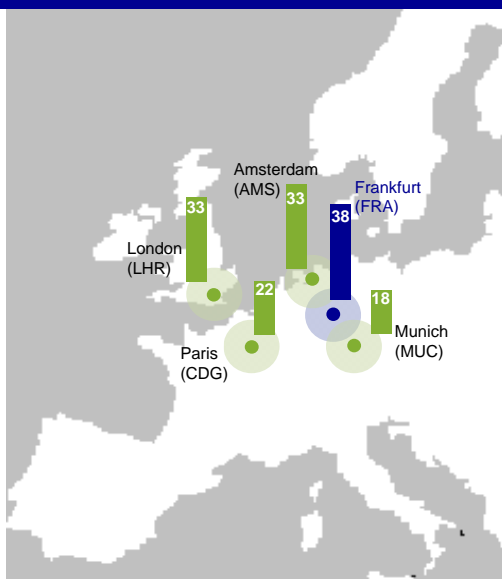 Amsterdam
(AMS)
33
Frankfurt
(FRA)
38
33
London
(LHR)
22
18
Paris
(CDG)
Munich
(MUC)